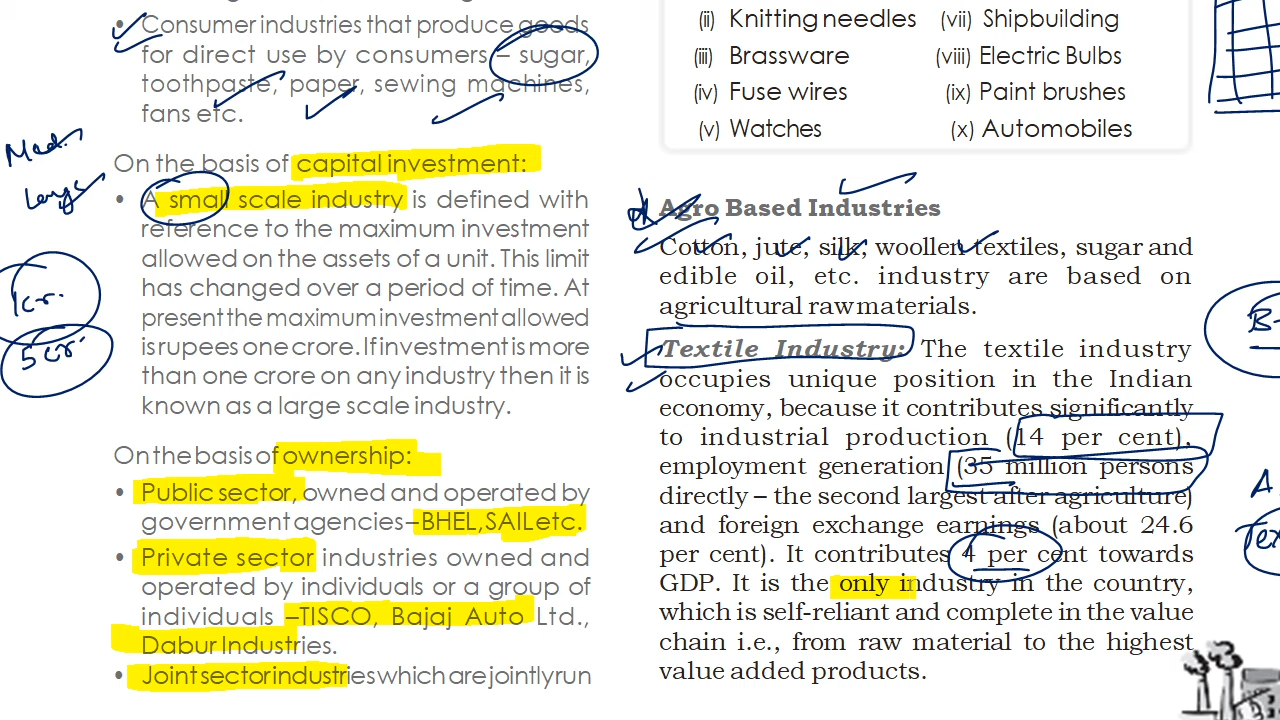 Consumer industries that produce goods
for direct use by consumers – sugar,
toothpaste, paper, sewing machines,
fans etc.
Med.
Large
On the basis of capital investment:
• A small scale industry is defined with
reference to the maximum investment
allowed on the assets of a unit. This limit
has changed over a period of time. At
present the maximum investment allowed
is rupees one crore. If investment is more
than one crore on any industry then it is
known as a large scale industry.
1cr.
5 cr.
On the basis of ownership:
• Public sector, owned and operated by
government agencies – BHEL, SAIL etc.
• Private sector industries owned and
operated by individuals or a group of
individuals –TISCO, Bajaj Auto Ltd.,
Dabur Industries.
• Joint sector industries which are jointly run
(ii) Knitting needles (vii) Shipbuilding
(iii) Brassware (viii) Electric Bulbs
(iv) Fuse wires (ix) Paint brushes
(v) Watches (x) Automobiles
Agro Based Industries
Cotton, jute, silk, woollen textiles, sugar and
edible oil, etc. industry are based on
agricultural raw materials.
Textile Industry: The textile industry
occupies unique position in the Indian
economy, because it contributes significantly
to industrial production (14 per cent),
employment generation (35 million persons
directly – the second largest after agriculture)
and foreign exchange earnings (about 24.6
per cent). It contributes 4 per cent towards
GDP. It is the only industry in the country,
which is self-reliant and complete in the value
chain i.e., from raw material to the highest
value added products.
B-
A
Tex